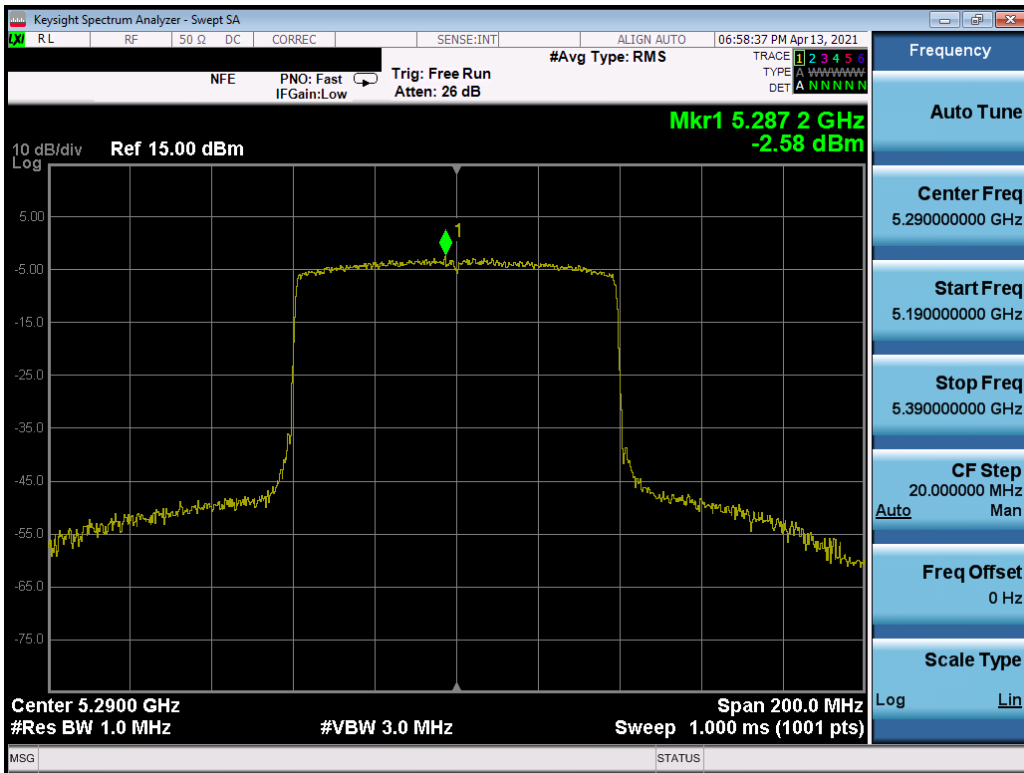 Keysight Spectrum Analyzer - Swept SA
LXI RL RF 50 Ω DC CORREC SENSE:INT ALIGN AUTO 06:58:37 PM Apr 13, 2021
NFE PNO: Fast IFGain:Low Trig: Free Run Atten: 26 dB #Avg Type: RMS
TRACE 1 2 3 4 5 6
TYPE A WWWWW
DET A N N N N N
Mkr1 5.287 2 GHz
-2.58 dBm
10 dB/div Ref 15.00 dBm
Log
1
5.00
-5.00
-15.0
-25.0
-35.0
-45.0
-55.0
-65.0
-75.0
Center 5.2900 GHz Span 200.0 MHz
#Res BW 1.0 MHz #VBW 3.0 MHz Sweep 1.000 ms (1001 pts)
MSG STATUS
Frequency
Auto Tune
Center Freq
5.290000000 GHz
Start Freq
5.190000000 GHz
Stop Freq
5.390000000 GHz
CF Step
20.000000 MHz
Auto Man
Freq Offset
0 Hz
Scale Type
Log Lin